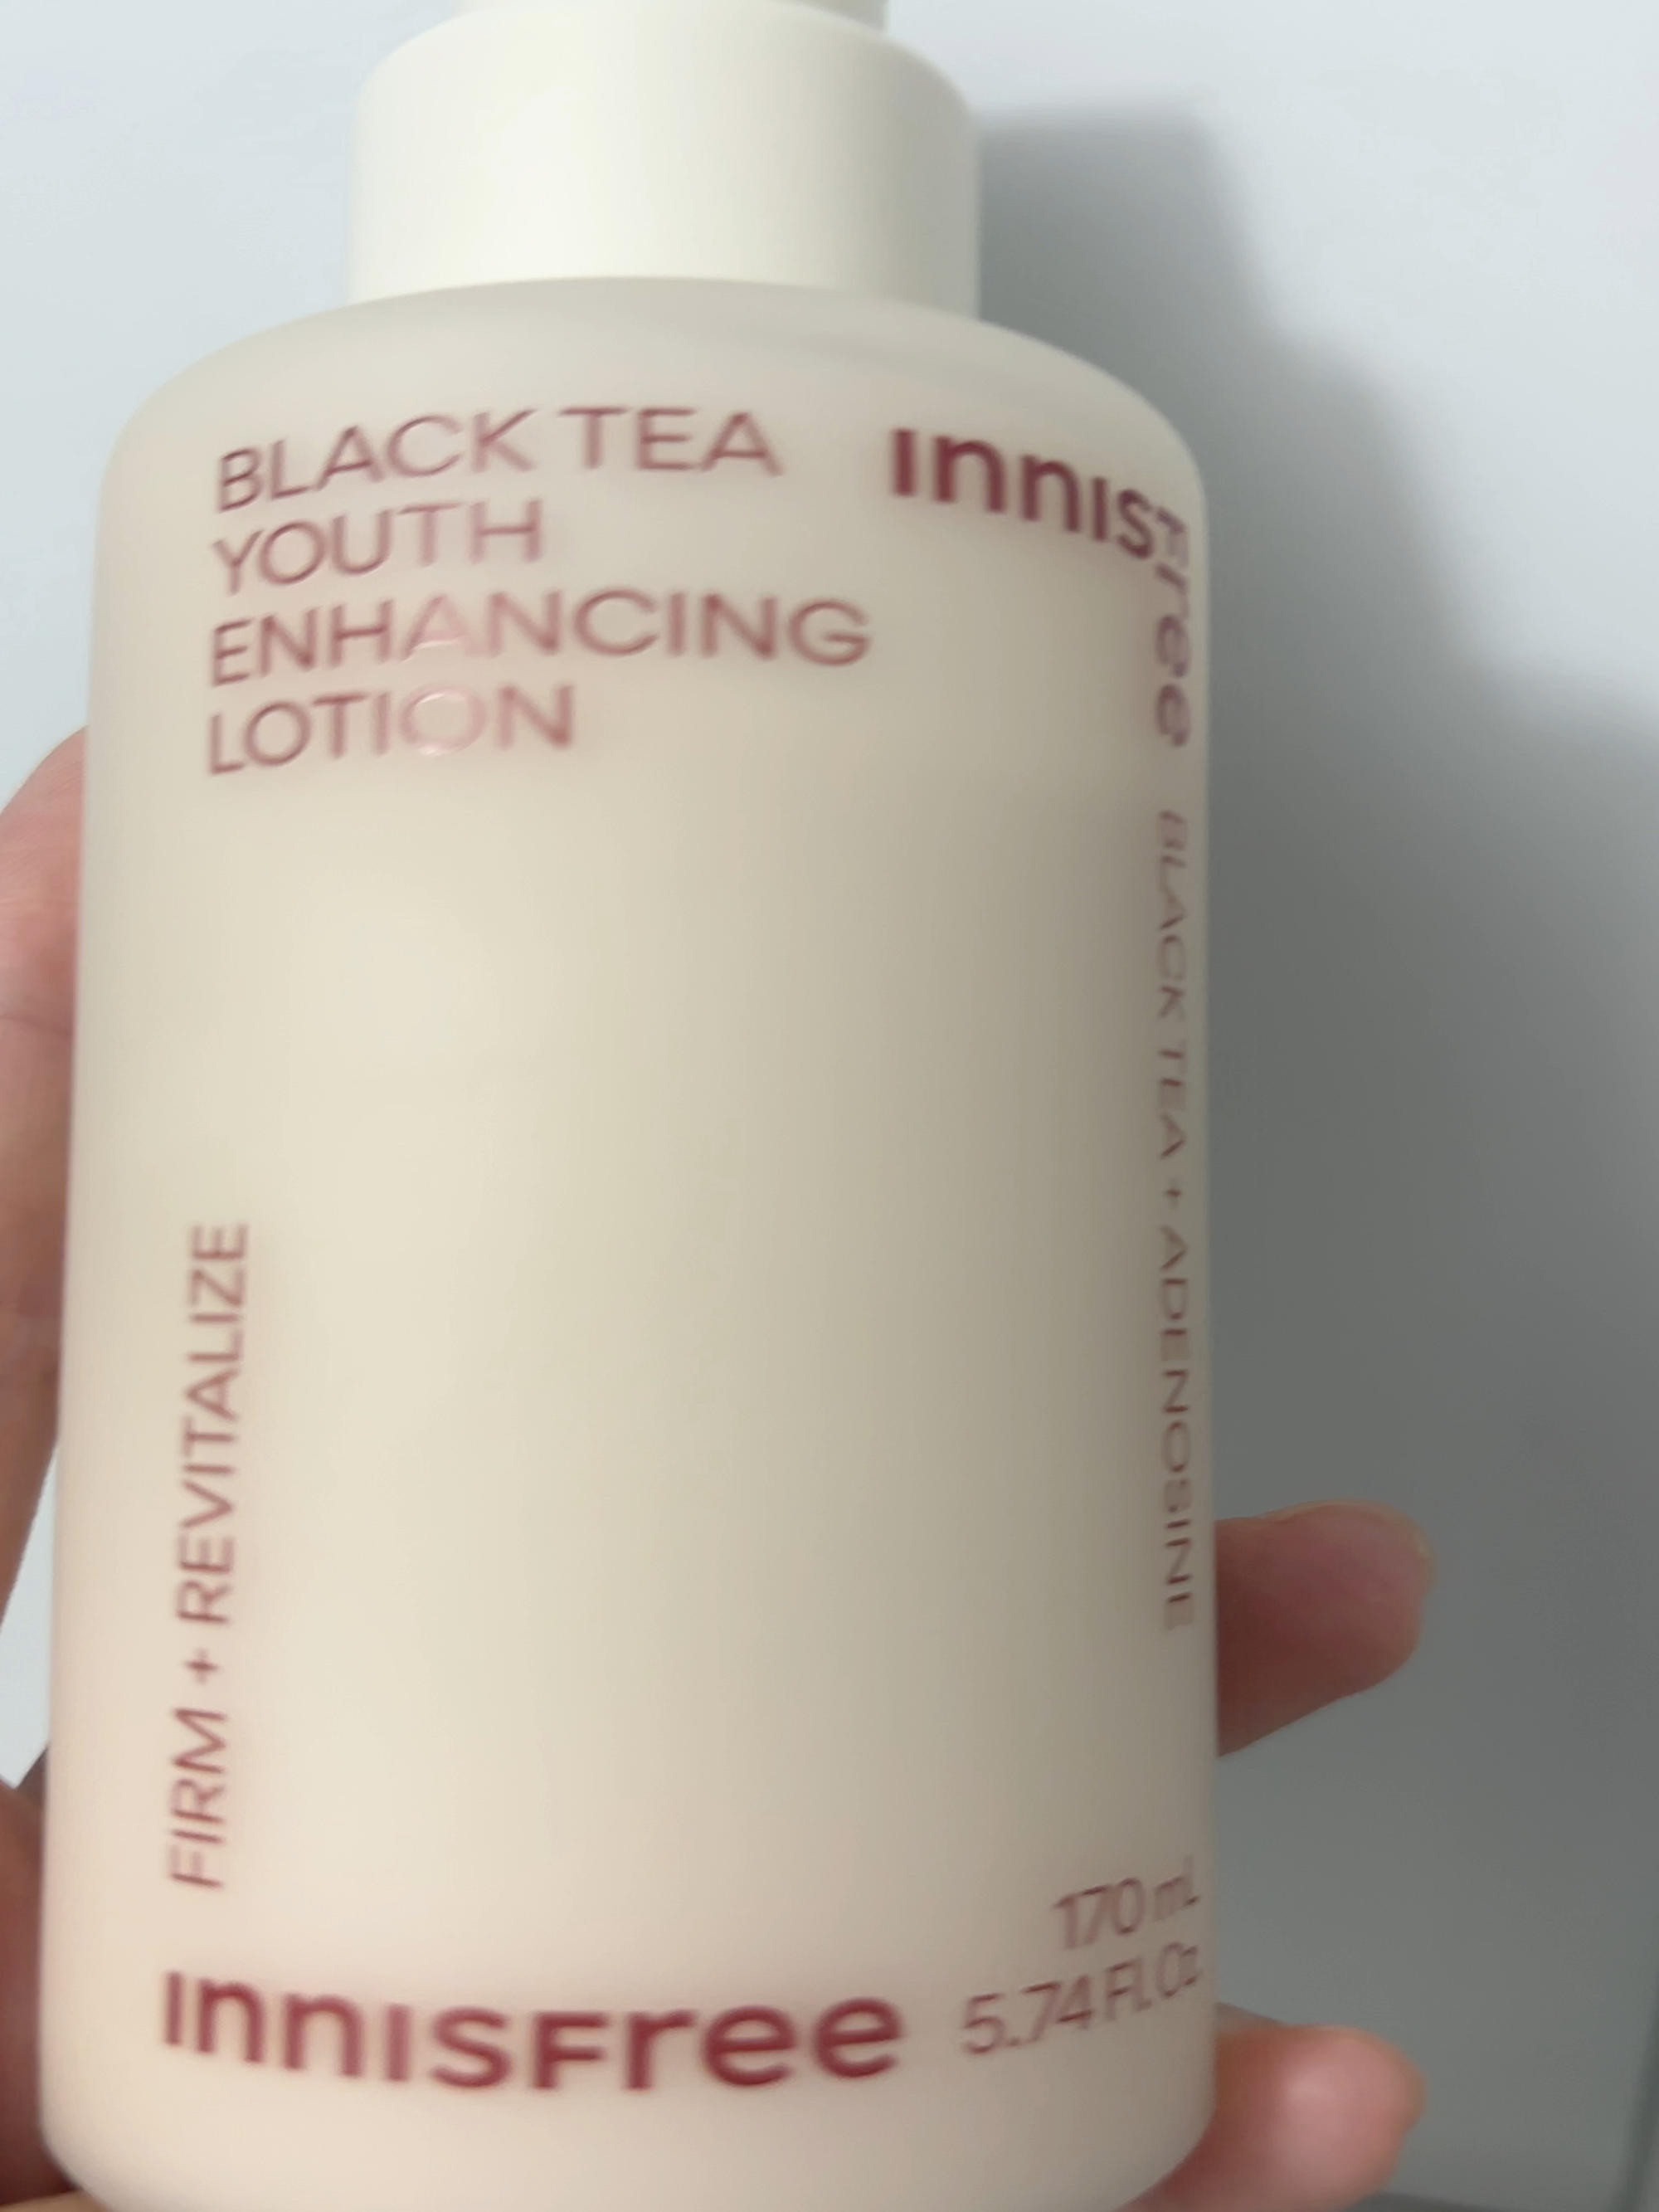 BLACK TEA
YOUTH
ENHANCING
LOTION
INNISFree
BLACK TEA + ADENOSINE
FIRM + REVITALIZE
INNISFree
170 mL
5.74 Fl. Oz